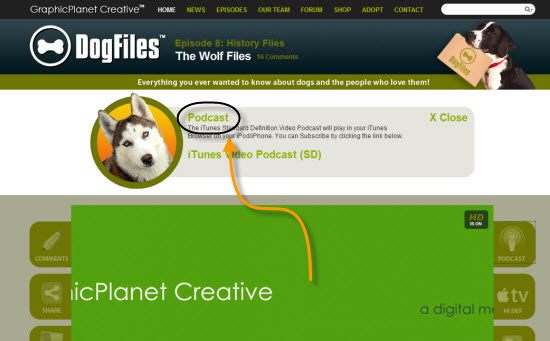 GraphicPlanet Creative™ HOME NEWS EPISODES OUR TEAM FORUM SHOP ADOPT CONTACT
DogFiles™
Episode 8: History Files
The Wolf Files 16 Comments
DOGFILES
Everything you ever wanted to know about dogs and the people who love them!
Podcast X Close
The iTunes Standard Definition Video Podcast will play in your iTunes
Browser on your iPod/iPhone. You can Subscribe by clicking the link below.
iTunes Video Podcast (SD)
HD
IS ON
COMMENTS
PODCAST
hicPlanet Creative
a digital me
SHARE
tv
HI DEF